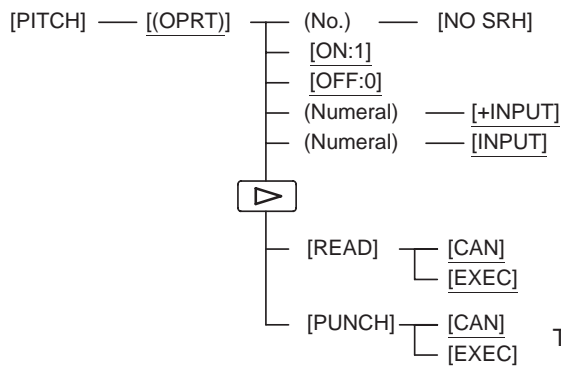 [PITCH] [(OPRT)] (No.) [NO SRH]
[ON:1]
[OFF:0]
(Numeral) [+INPUT]
(Numeral) [INPUT]
[READ] [CAN]
[EXEC]
[PUNCH] [CAN]
T
[EXEC]